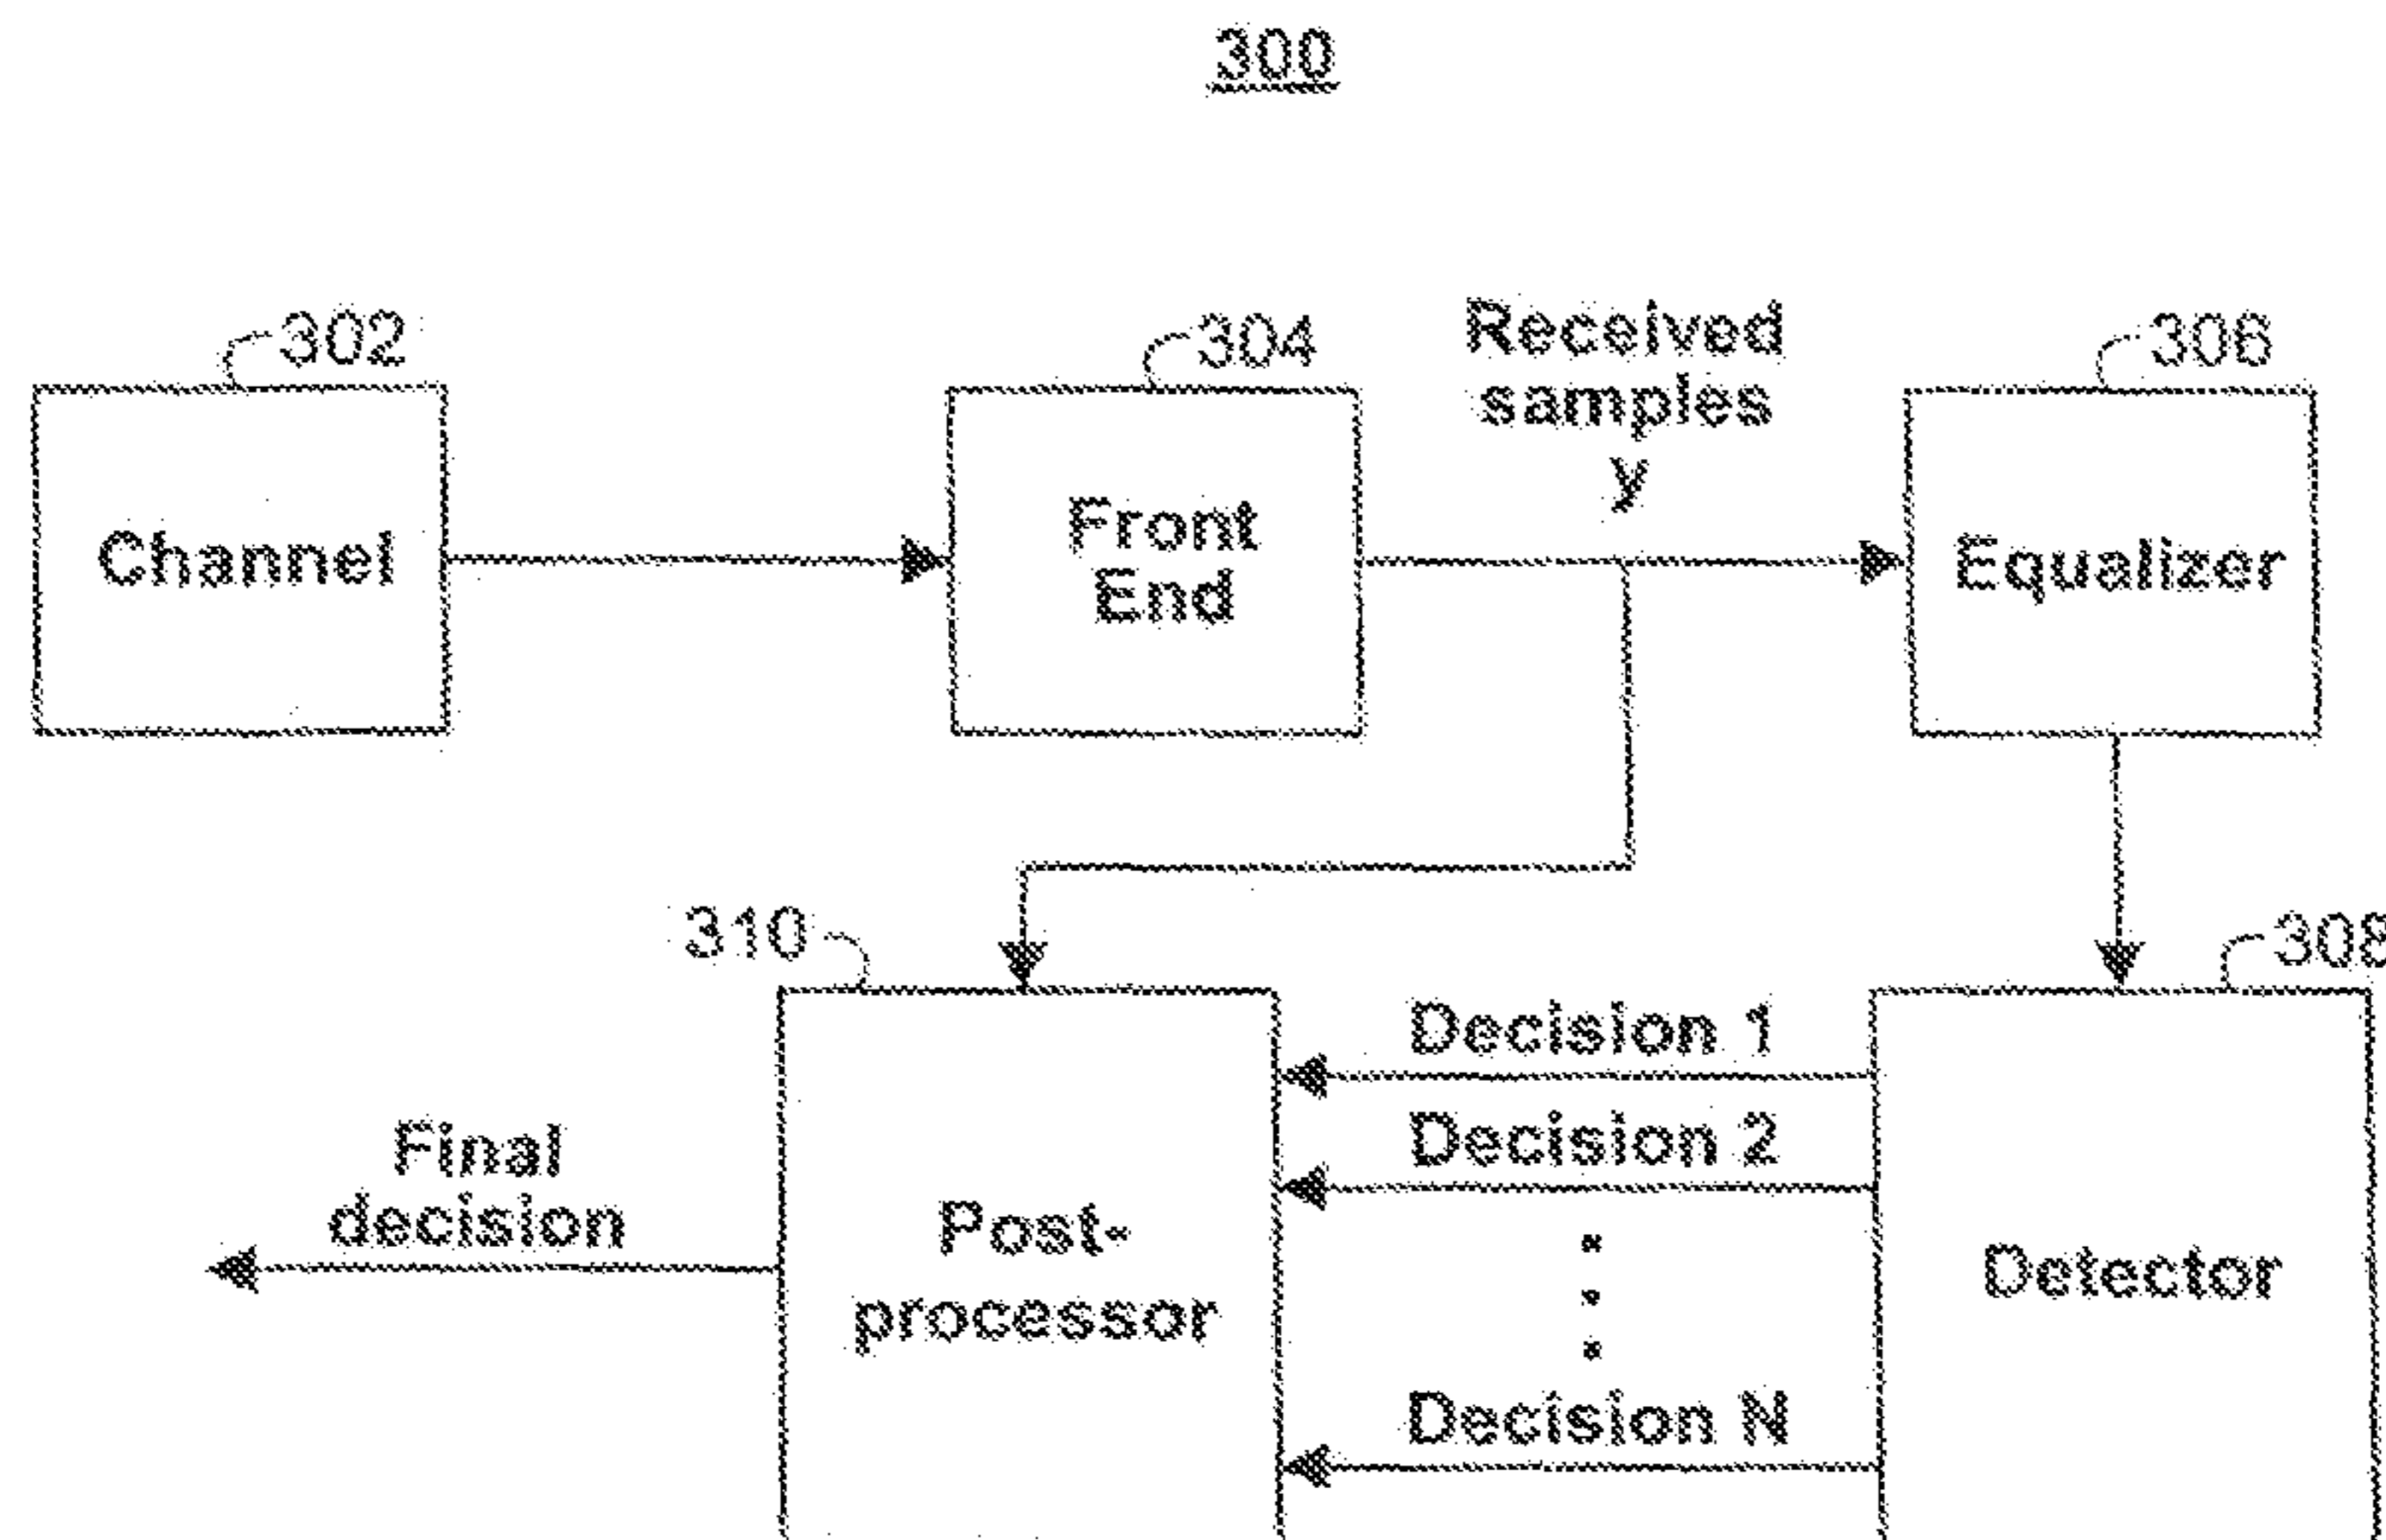 300
302
304
Received
samples
y
306
Channel
Front
End
Equalizer
310
308
Decision 1
Decision 2
Final
decision
Post-
processor
Detector
Decision N